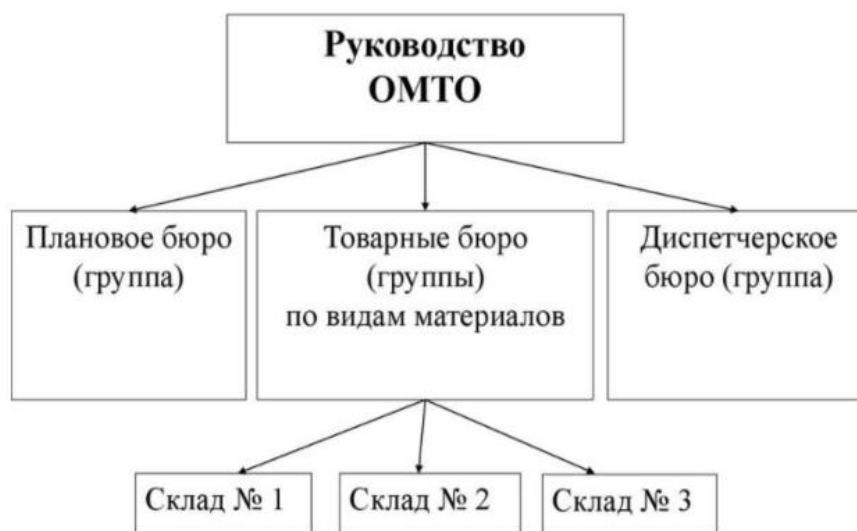 Руководство
ОМТО
Плановое бюро
(группа)
Товарные бюро
(группы)
по видам материалов
Диспетчерское
бюро (группа)
Склад № 1
Склад № 2
Склад № 3